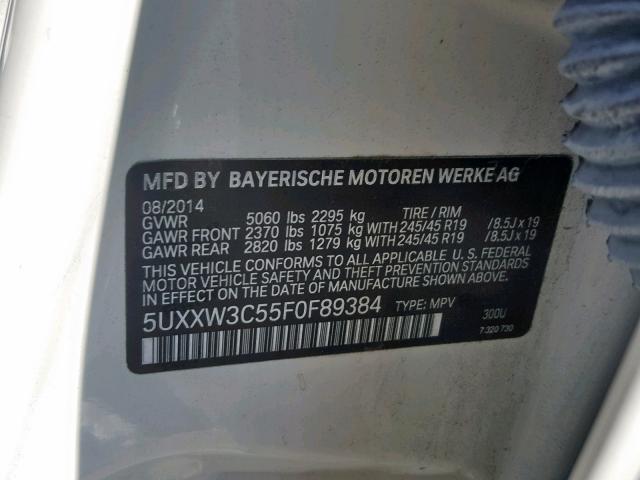 MFD BY BAYERISCHE MOTOREN WERKE AG
08/2014
GVWR 5060 lbs 2295 kg TIRE / RIM
GAWR FRONT 2370 lbs 1075 kg WITH 245/45 R19 /8.5J x 19
GAWR REAR 2820 lbs 1279 kg WITH 245/45 R19 /8.5J x 19
THIS VEHICLE CONFORMS TO ALL APPLICABLE U. S. FEDERAL
MOTOR VEHICLE SAFETY AND THEFT PREVENTION STANDARDS
IN EFFECT ON THE DATE OF MANUFACTURE SHOWN ABOVE.
5UXXW3C55F0F89384 TYPE: MPV 300U
7 320 730